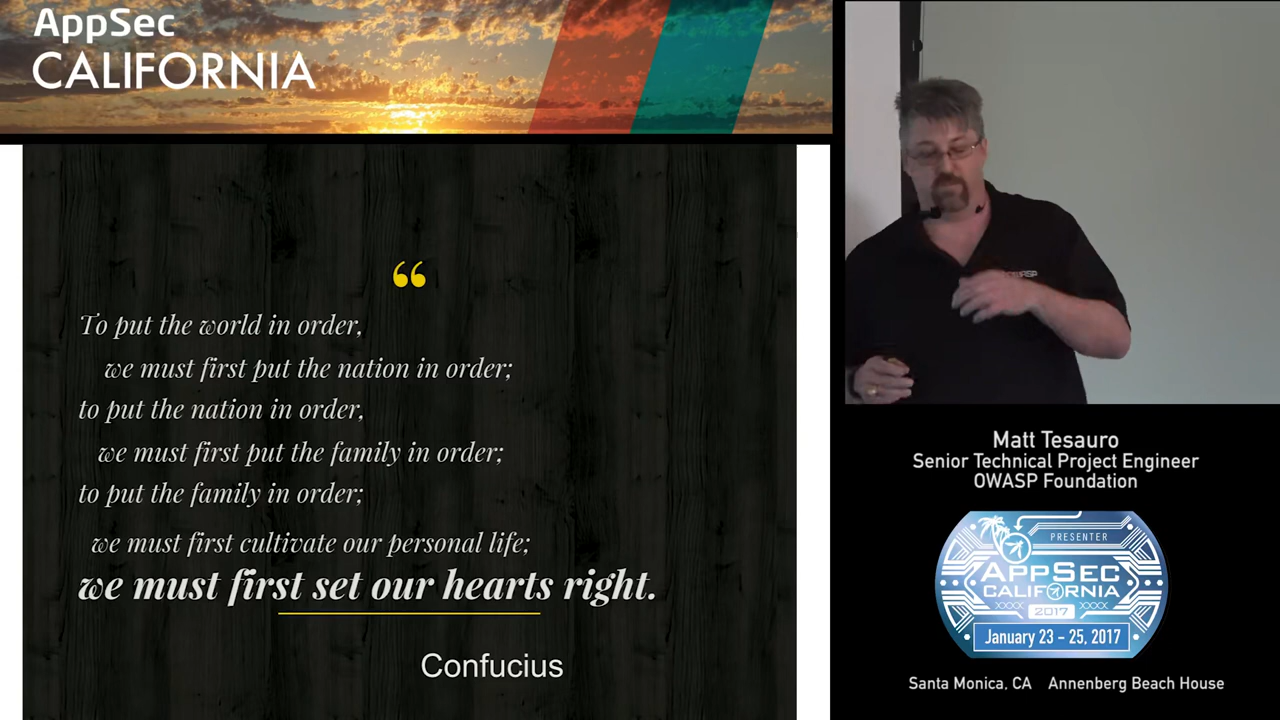 AppSec
CALIFORNIA
“
To put the world in order,
we must first put the nation in order;
to put the nation in order,
we must first put the family in order;
to put the family in order;
we must first cultivate our personal life;
we must first set our hearts right.
Confucius
Matt Tesauro
Senior Technical Project Engineer
OWASP Foundation
PRESENTER
APPSEC
CALIFORNIA
XXXX 2017 XXXX
January 23 - 25, 2017
Santa Monica, CA Annenberg Beach House